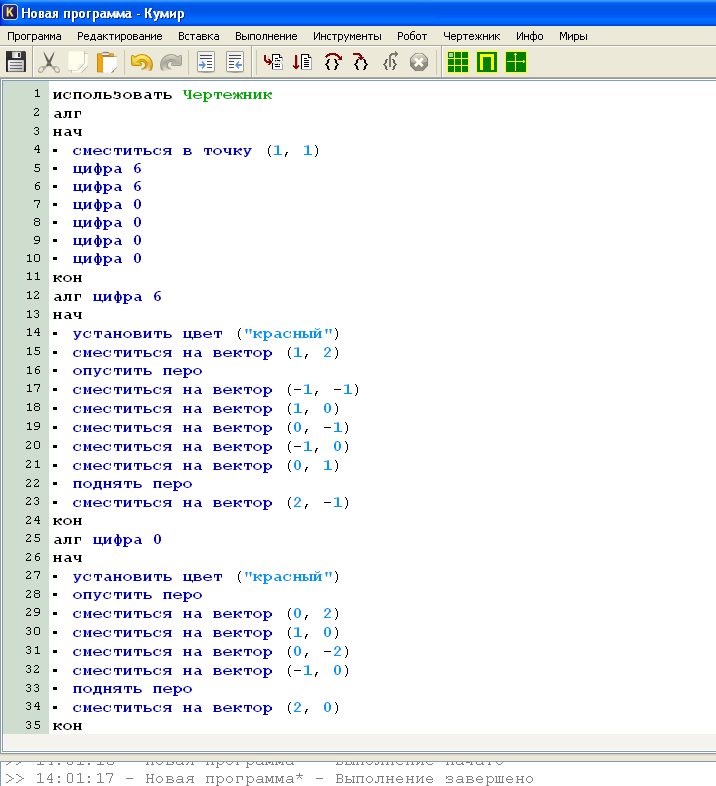 Новая программа - Кумир
Программа Редактирование Вставка Выполнение Инструменты Робот Чертежник Инфо Миры
1 использовать Чертежник
2 алг
3 нач
4 сместиться в точку (1, 1)
5 цифра 6
6 цифра 6
7 цифра 0
8 цифра 0
9 цифра 0
10 цифра 0
11 кон
12 алг цифра 6
13 нач
14 установить цвет ("красный")
15 сместиться на вектор (1, 2)
16 опустить перо
17 сместиться на вектор (-1, -1)
18 сместиться на вектор (1, 0)
19 сместиться на вектор (0, -1)
20 сместиться на вектор (-1, 0)
21 сместиться на вектор (0, 1)
22 поднять перо
23 сместиться на вектор (2, -1)
24 кон
25 алг цифра 0
26 нач
27 установить цвет ("красный")
28 опустить перо
29 сместиться на вектор (0, 2)
30 сместиться на вектор (1, 0)
31 сместиться на вектор (0, -2)
32 сместиться на вектор (-1, 0)
33 поднять перо
34 сместиться на вектор (2, 0)
35 кон
>> - Новая программа* - Выполнение начато
>> 14:01:17 - Новая программа* - Выполнение завершено